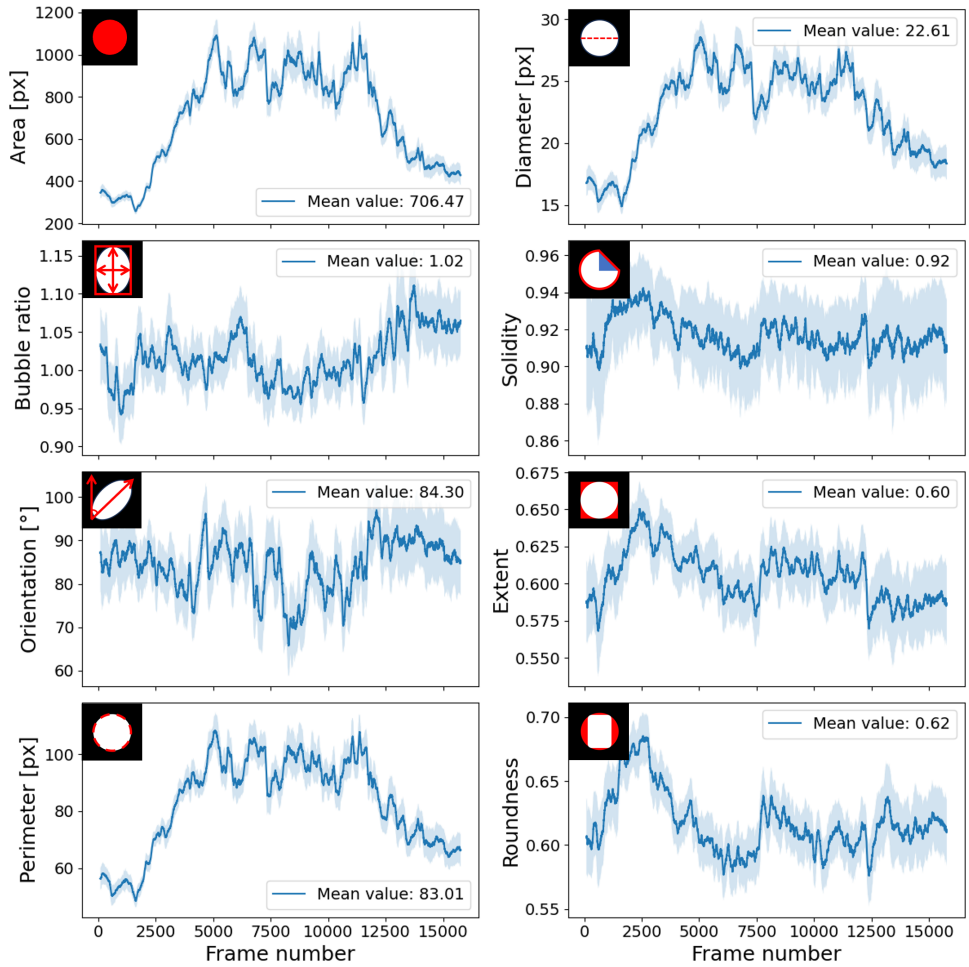 Area [px]
1000
800
600
400
200
Mean value: 706.47
Diameter [px]
30
25
20
15
Mean value: 22.61
Bubble ratio
1.15
1.10
1.05
1.00
0.95
0.90
Mean value: 1.02
Solidity
0.96
0.94
0.92
0.90
0.88
0.86
Mean value: 0.92
Orientation [°]
100
90
80
70
60
Mean value: 84.30
Extent
0.675
0.650
0.625
0.600
0.575
0.550
Mean value: 0.60
Perimeter [px]
100
80
60
Mean value: 83.01
0 2500 5000 7500 10000 12500 15000
Frame number
Roundness
0.70
0.65
0.60
0.55
Mean value: 0.62
0 2500 5000 7500 10000 12500 15000
Frame number